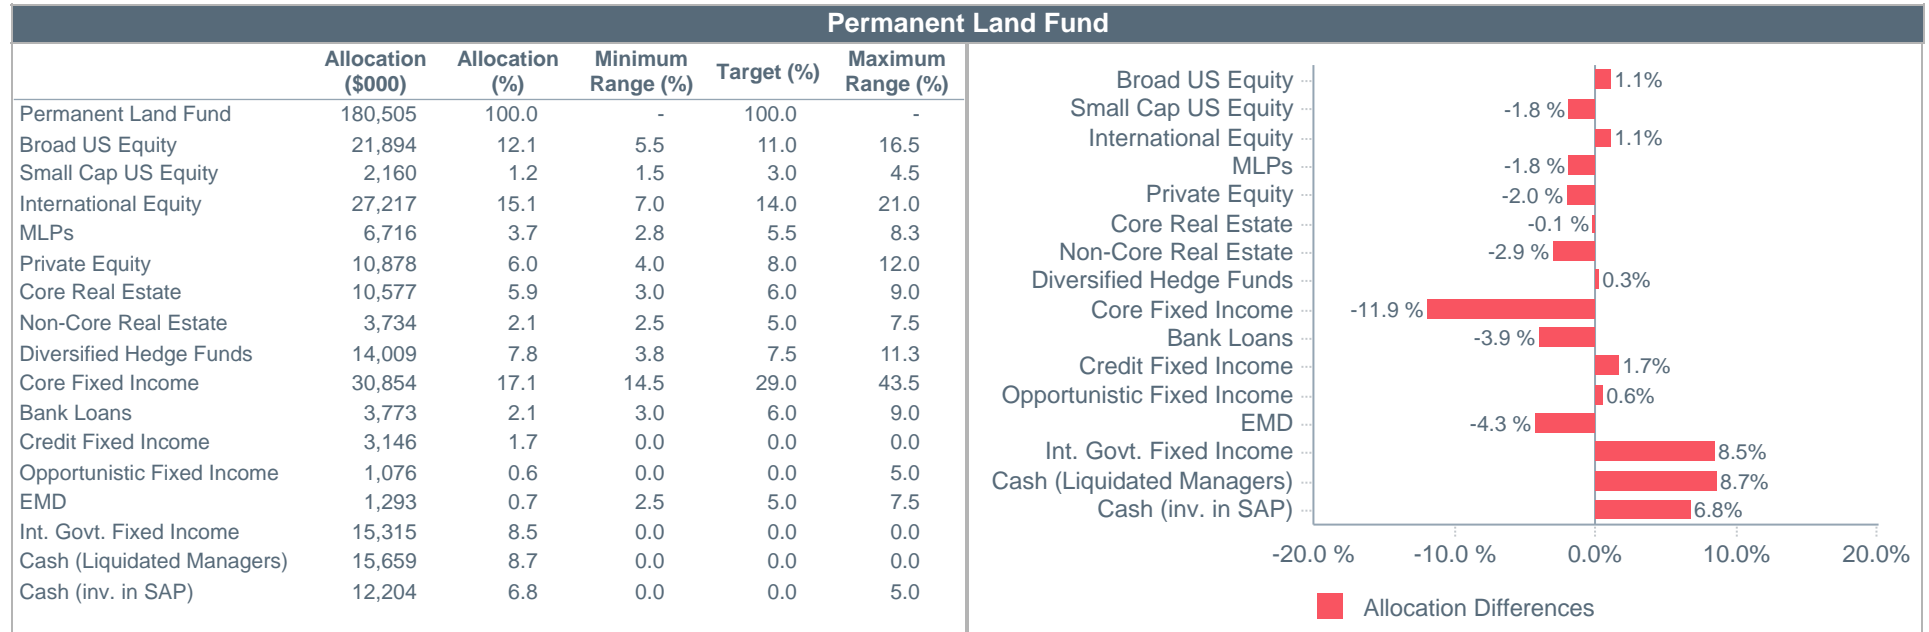 Permanent Land Fund
Allocation ($000) Allocation (%) Minimum Range (%) Target (%) Maximum Range (%)
Permanent Land Fund 180,505 100.0 - 100.0 -
Broad US Equity 21,894 12.1 5.5 11.0 16.5
Small Cap US Equity 2,160 1.2 1.5 3.0 4.5
International Equity 27,217 15.1 7.0 14.0 21.0
MLPs 6,716 3.7 2.8 5.5 8.3
Private Equity 10,878 6.0 4.0 8.0 12.0
Core Real Estate 10,577 5.9 3.0 6.0 9.0
Non-Core Real Estate 3,734 2.1 2.5 5.0 7.5
Diversified Hedge Funds 14,009 7.8 3.8 7.5 11.3
Core Fixed Income 30,854 17.1 14.5 29.0 43.5
Bank Loans 3,773 2.1 3.0 6.0 9.0
Credit Fixed Income 3,146 1.7 0.0 0.0 0.0
Opportunistic Fixed Income 1,076 0.6 0.0 0.0 5.0
EMD 1,293 0.7 2.5 5.0 7.5
Int. Govt. Fixed Income 15,315 8.5 0.0 0.0 0.0
Cash (Liquidated Managers) 15,659 8.7 0.0 0.0 0.0
Cash (inv. in SAP) 12,204 6.8 0.0 0.0 5.0
Broad US Equity 1.1%
Small Cap US Equity -1.8 %
International Equity 1.1%
MLPs -1.8 %
Private Equity -2.0 %
Core Real Estate -0.1 %
Non-Core Real Estate -2.9 %
Diversified Hedge Funds 0.3%
Core Fixed Income -11.9 %
Bank Loans -3.9 %
Credit Fixed Income 1.7%
Opportunistic Fixed Income 0.6%
EMD -4.3 %
Int. Govt. Fixed Income 8.5%
Cash (Liquidated Managers) 8.7%
Cash (inv. in SAP) 6.8%
-20.0 % -10.0 % 0.0% 10.0% 20.0%
Allocation Differences